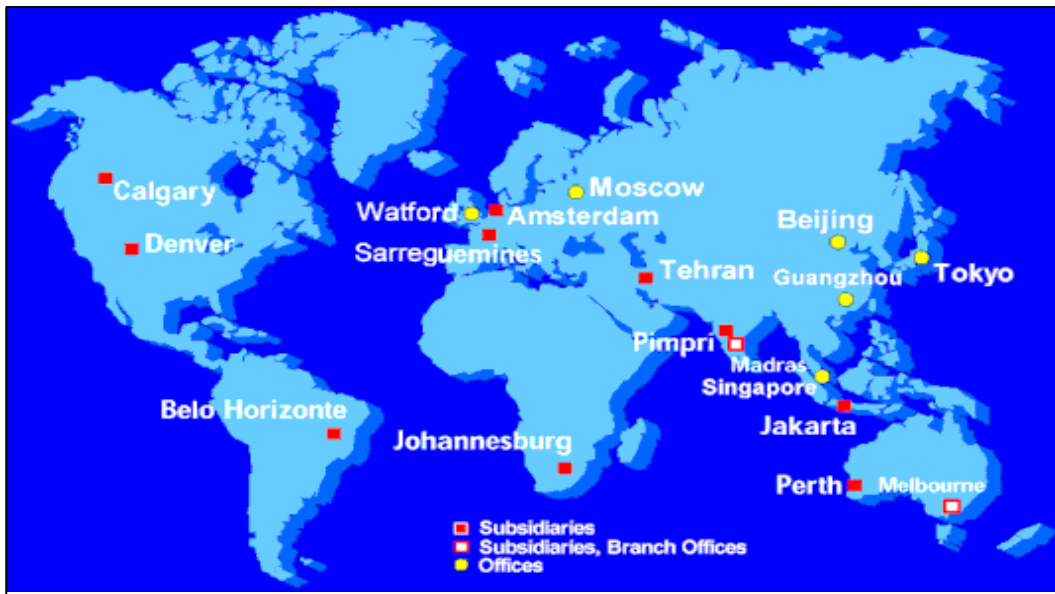 Calgary
Denver
Watford
Moscow
Amsterdam
Sarreguemines
Beijing
Tehran
Guangzhou
Tokyo
Pimpri
Madras
Singapore
Belo Horizonte
Jakarta
Johannesburg
Perth
Melbourne
Subsidiaries
Subsidiaries, Branch Offices
Offices